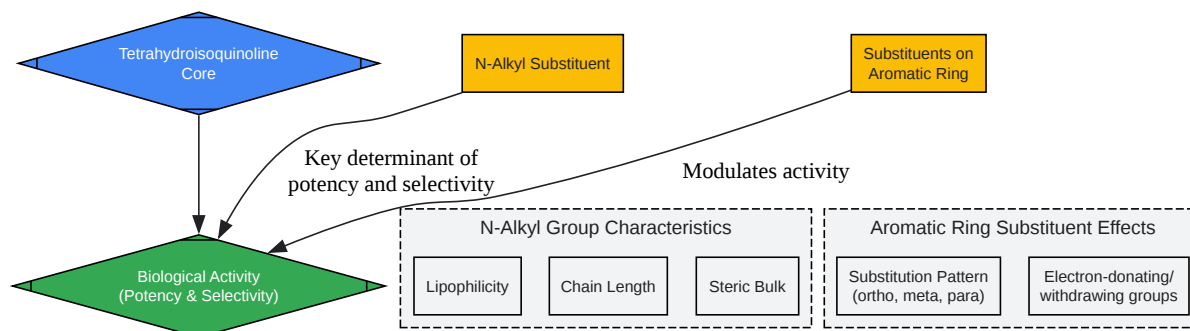 Tetrahydroisoquinoline
Core
N-Alkyl Substituent
Substituents on
Aromatic Ring
Key determinant of
potency and selectivity
Modulates activity
Biological Activity
(Potency & Selectivity)
N-Alkyl Group Characteristics
Lipophilicity
Chain Length
Steric Bulk
Aromatic Ring Substituent Effects
Substitution Pattern
(ortho, meta, para)
Electron-donating/
withdrawing groups